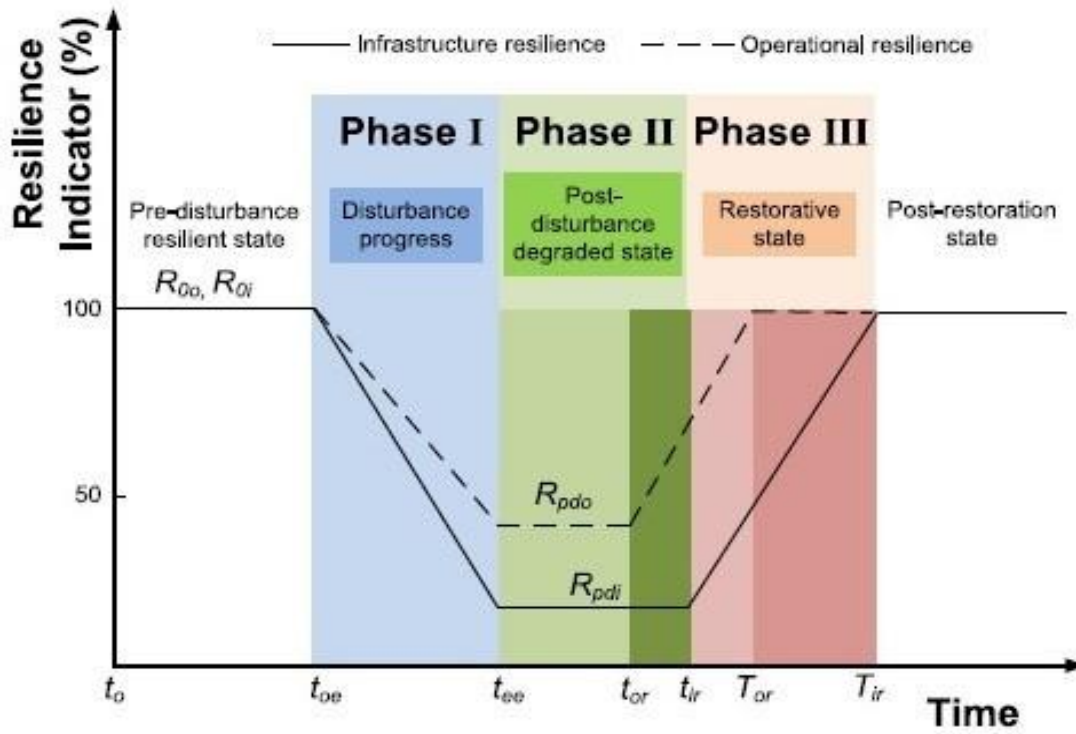 Resilience
Indicator (%)
Infrastructure resilience
Operational resilience
Phase I
Phase II
Phase III
Pre-disturbance
resilient state
Disturbance
progress
Post-
disturbance
degraded state
Restorative
state
Post-restoration
state
R0o, R0i
100
50
Rpdo
Rpdi
to
toe
tee
tor
tir
Tor
Tir
Time